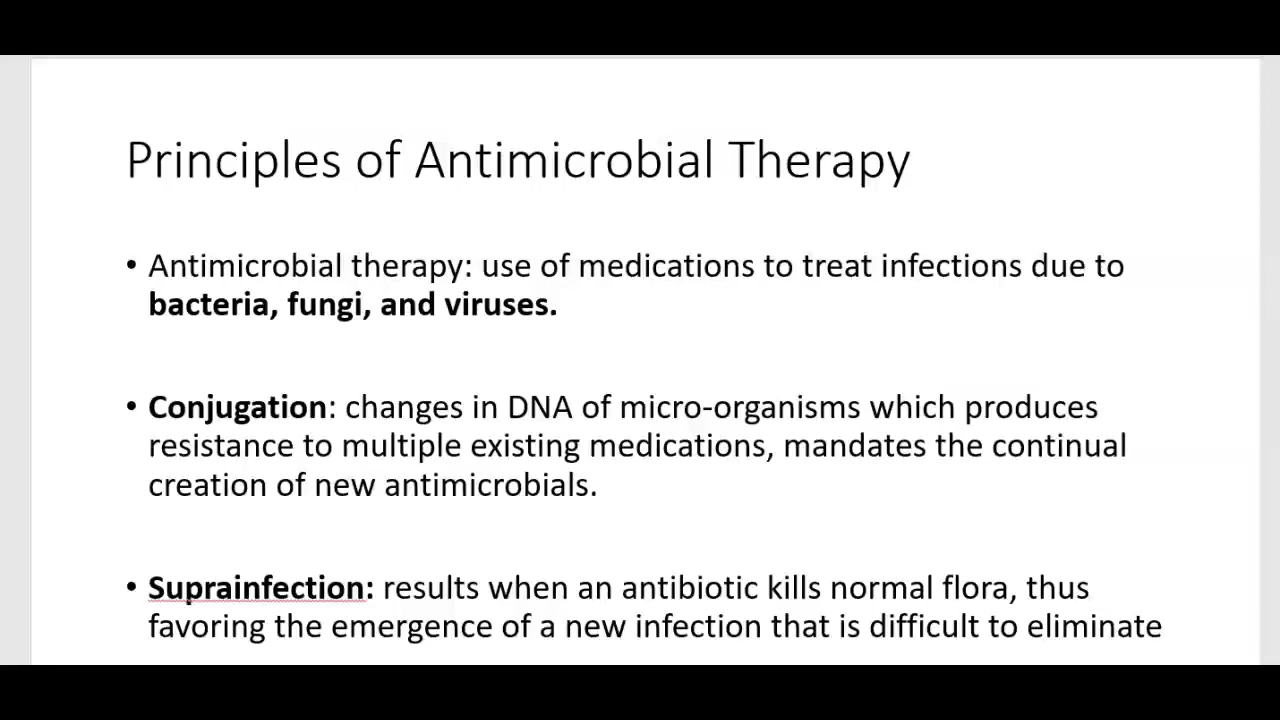 Principles of Antimicrobial Therapy
• Antimicrobial therapy: use of medications to treat infections due to
bacteria, fungi, and viruses.
• Conjugation: changes in DNA of micro-organisms which produces
resistance to multiple existing medications, mandates the continual
creation of new antimicrobials.
• Suprainfection: results when an antibiotic kills normal flora, thus
favoring the emergence of a new infection that is difficult to eliminate